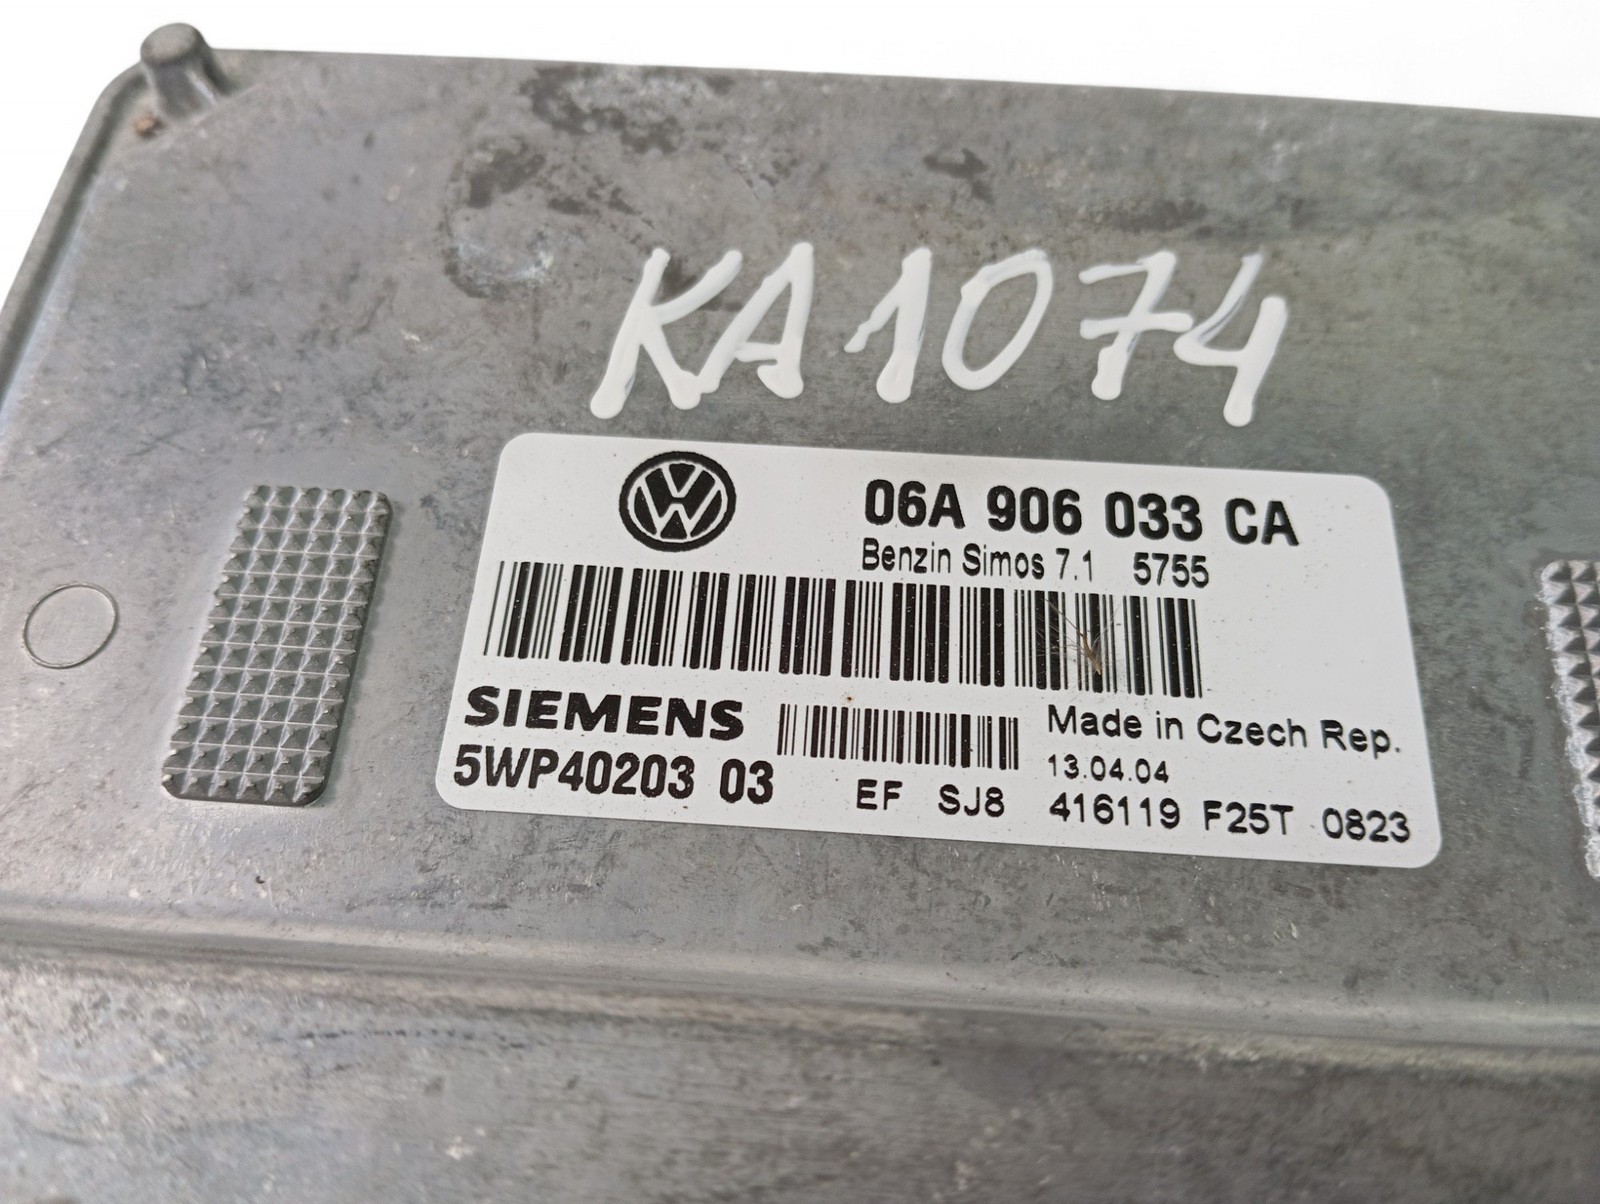 KA1074
06A 906 033 CA
Benzin Simos 7.1 5755
SIEMENS
5WP40203 03
Made in Czech Rep.
13.04.04
EF SJ8 416119 F25T 0823